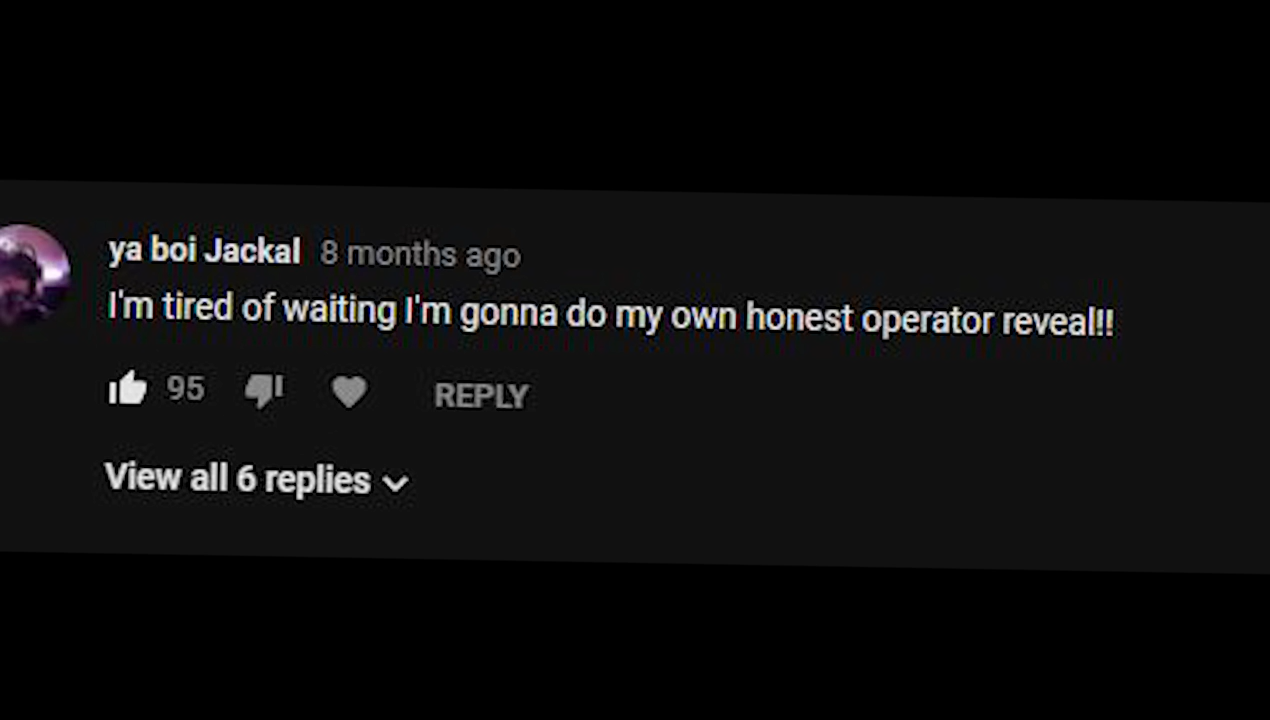 ya boi Jackal 8 months ago
I'm tired of waiting I'm gonna do my own honest operator reveal!!
95 REPLY
View all 6 replies